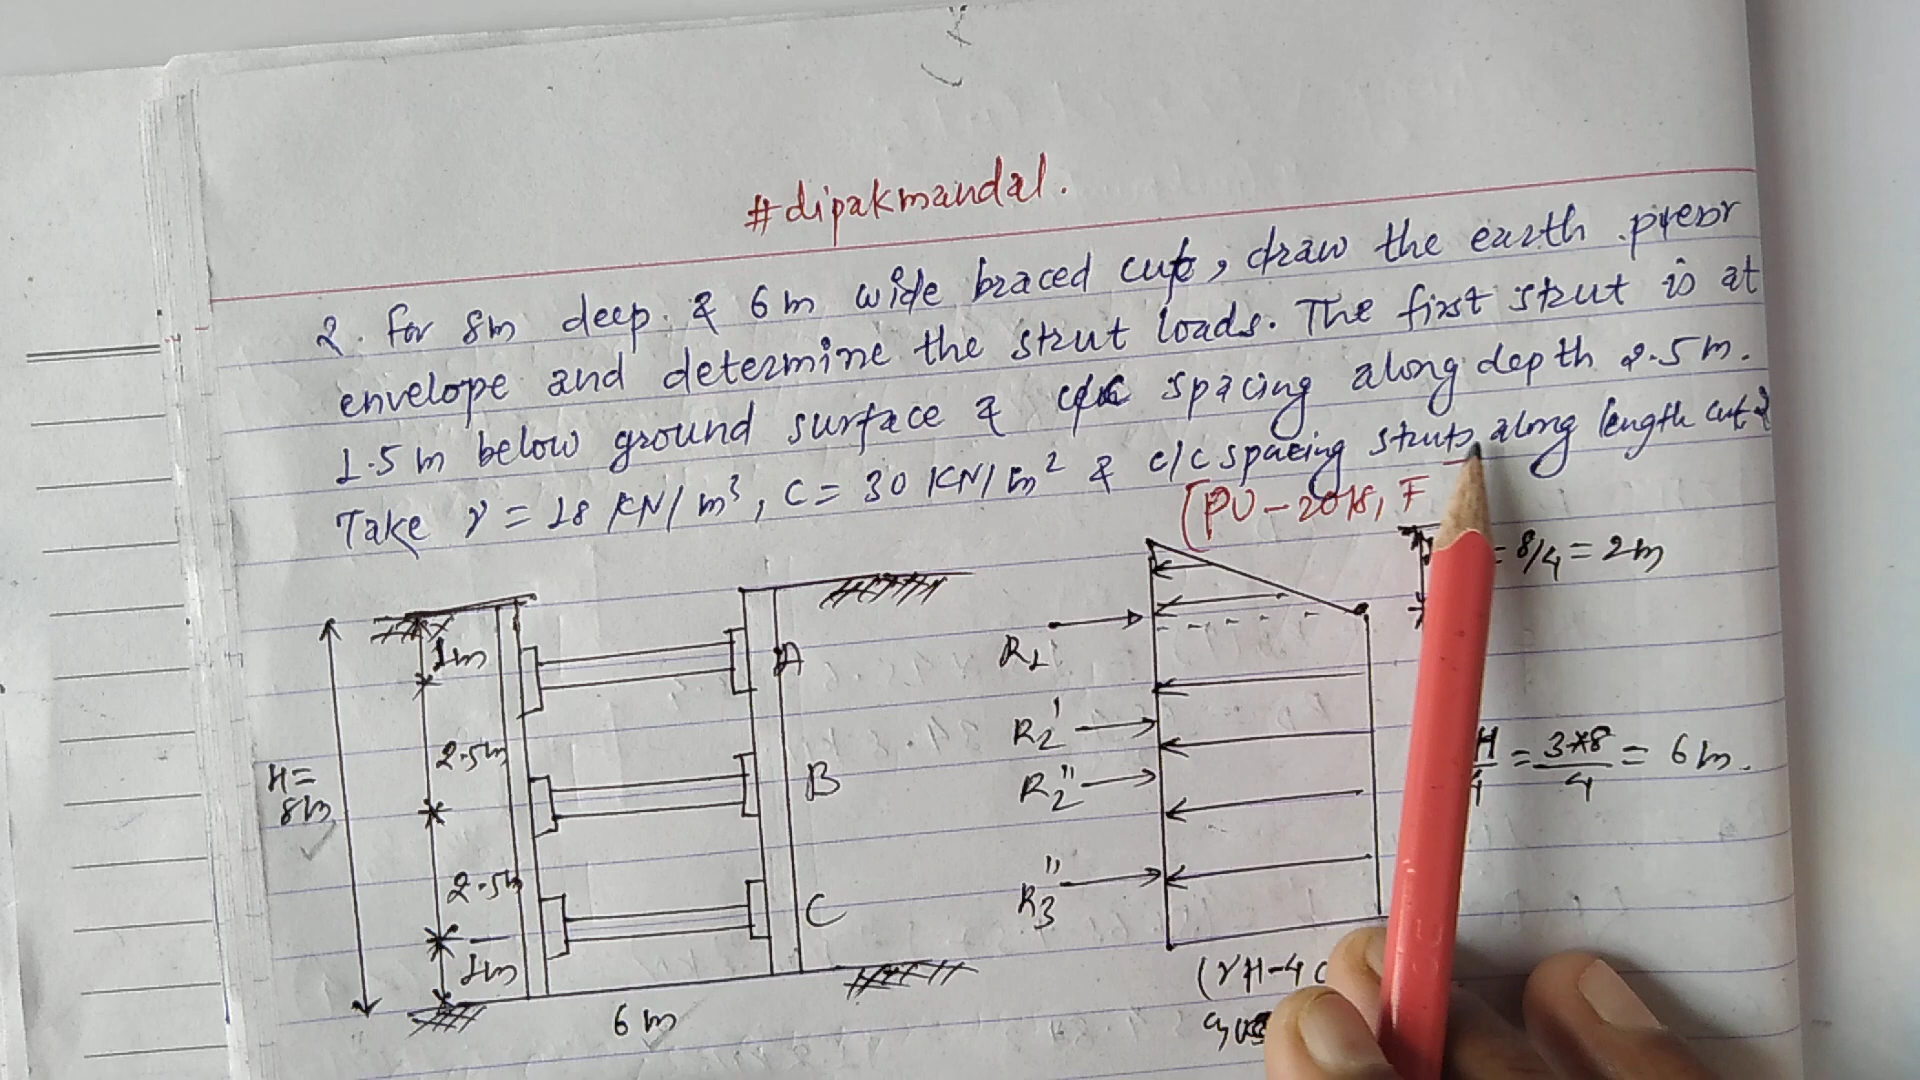 #dipakmandal.
2. For 8m deep & 6m wide braced cut, draw the earth
envelope and determine the strut loads. The first strut is at
1.5m below ground surface & c/c spacing along depth 2.5m.
Take γ = 18 KN/m³, C = 30 KN/m² & c/c spacing struts along length cut
[PU-2018, F
= 8/4 = 2m
1m
A
R1
2.5m
R2'
H=
8m
B
R2''
= 3*8/4 = 6m.
2.5m
C
R3''
1m
(γH-4
6m